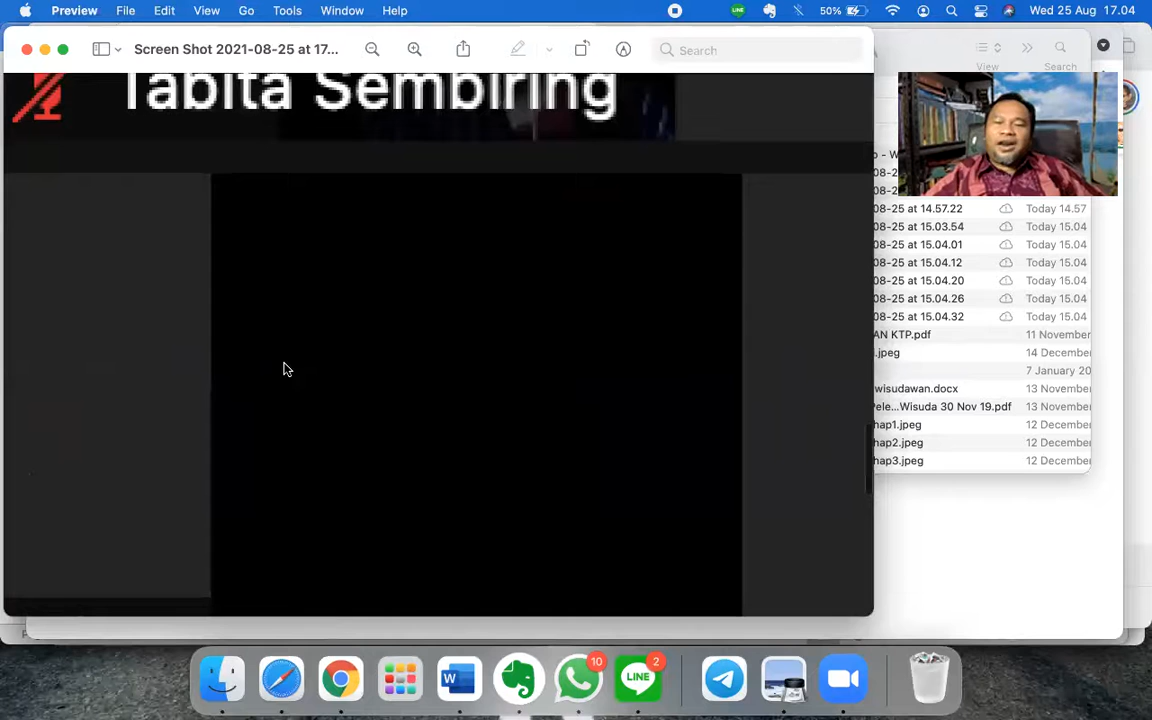 Preview File Edit View Go Tools Window Help
50%
Wed 25 Aug 17.04
Screen Shot 2021-08-25 at 17...
Search
View
Search
Tabita Sembiring
08-25 at 14.57.22 Today 14.57
08-25 at 15.03.54 Today 15.04
08-25 at 15.04.01 Today 15.04
08-25 at 15.04.12 Today 15.04
08-25 at 15.04.20 Today 15.04
08-25 at 15.04.26 Today 15.04
08-25 at 15.04.32 Today 15.04
AN KTP.pdf 11 November
.jpeg 14 December
7 January 20
wisudawan.docx 13 November
Pele...Wisuda 30 Nov 19.pdf 13 November
hap1.jpeg 12 December
hap2.jpeg 12 December
hap3.jpeg 12 December
W
10
LINE
2